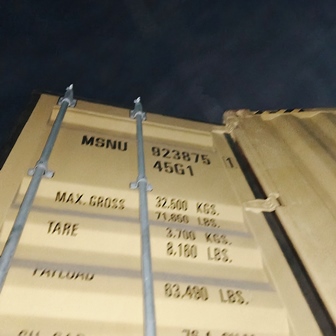 MSNU 923875 1
45G1
MAX. GROSS 32.500 KGS.
71.650 LBS.
TARE 3.700 KGS.
8.160 LBS.
PAYLOAD
63.490 LBS.